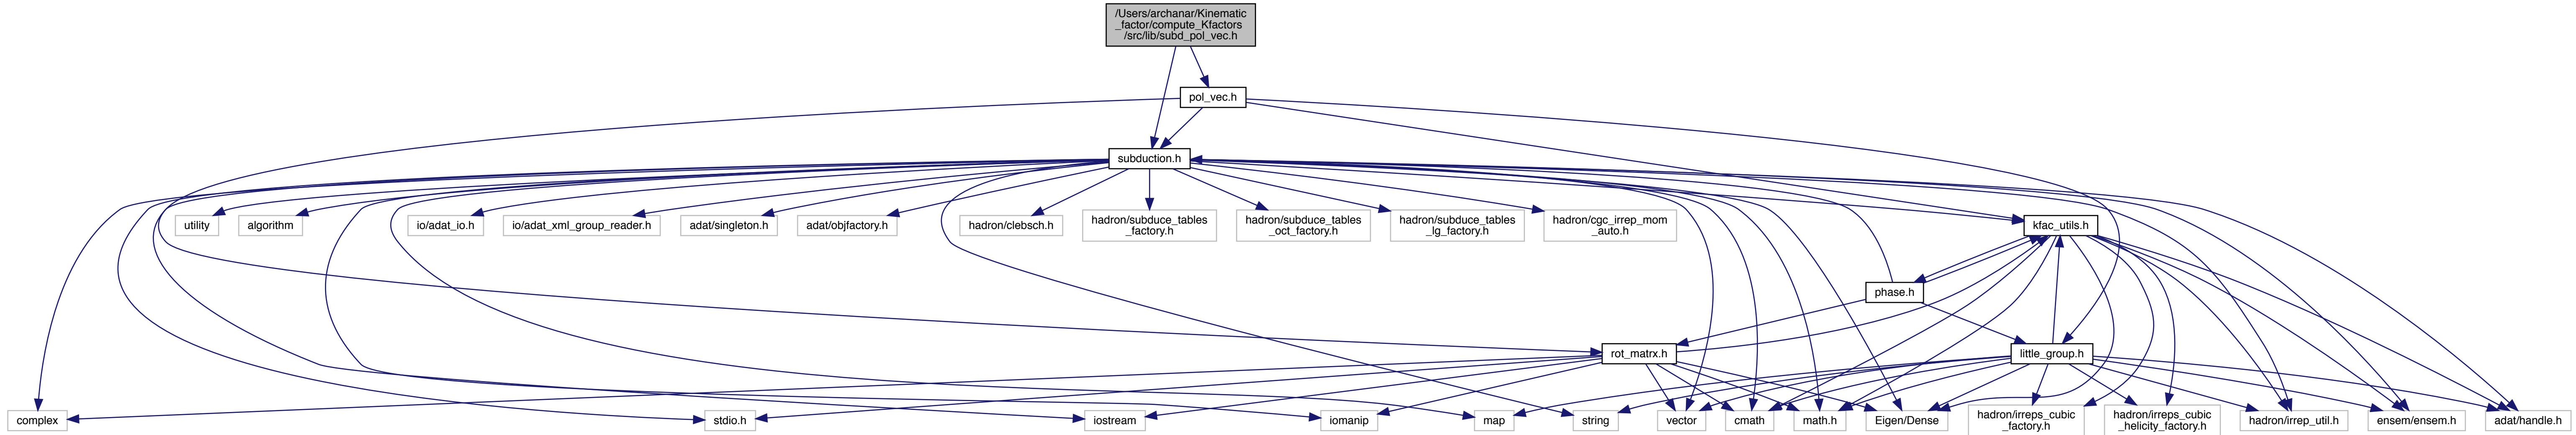 /Users/archanar/Kinematic
_factor/compute_Kfactors
/src/lib/subd_pol_vec.h
pol_vec.h
subduction.h
utility
algorithm
io/adat_io.h
io/adat_xml_group_reader.h
adat/singleton.h
adat/objfactory.h
hadron/clebsch.h
hadron/subduce_tables
_factory.h
hadron/subduce_tables
_oct_factory.h
hadron/subduce_tables
_lg_factory.h
hadron/cgc_irrep_mom
_auto.h
kfac_utils.h
phase.h
rot_matrx.h
little_group.h
complex
stdio.h
iostream
iomanip
map
string
vector
cmath
math.h
Eigen/Dense
hadron/irreps_cubic
_factory.h
hadron/irreps_cubic
_helicity_factory.h
hadron/irrep_util.h
ensem/ensem.h
adat/handle.h